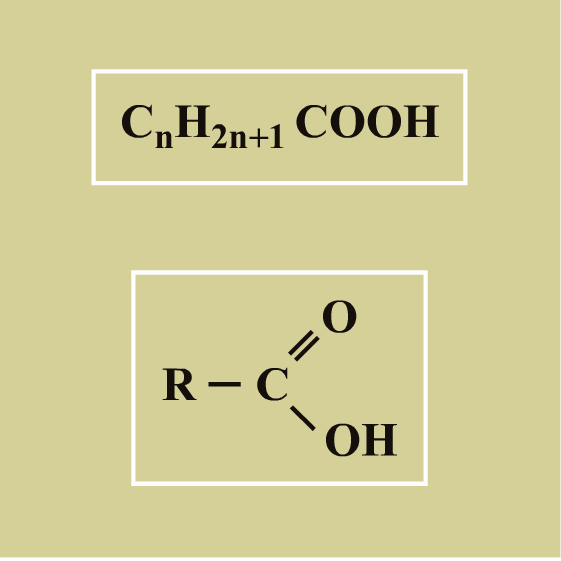 CₙH₂ₙ₊₁ COOH
O
R – C
OH